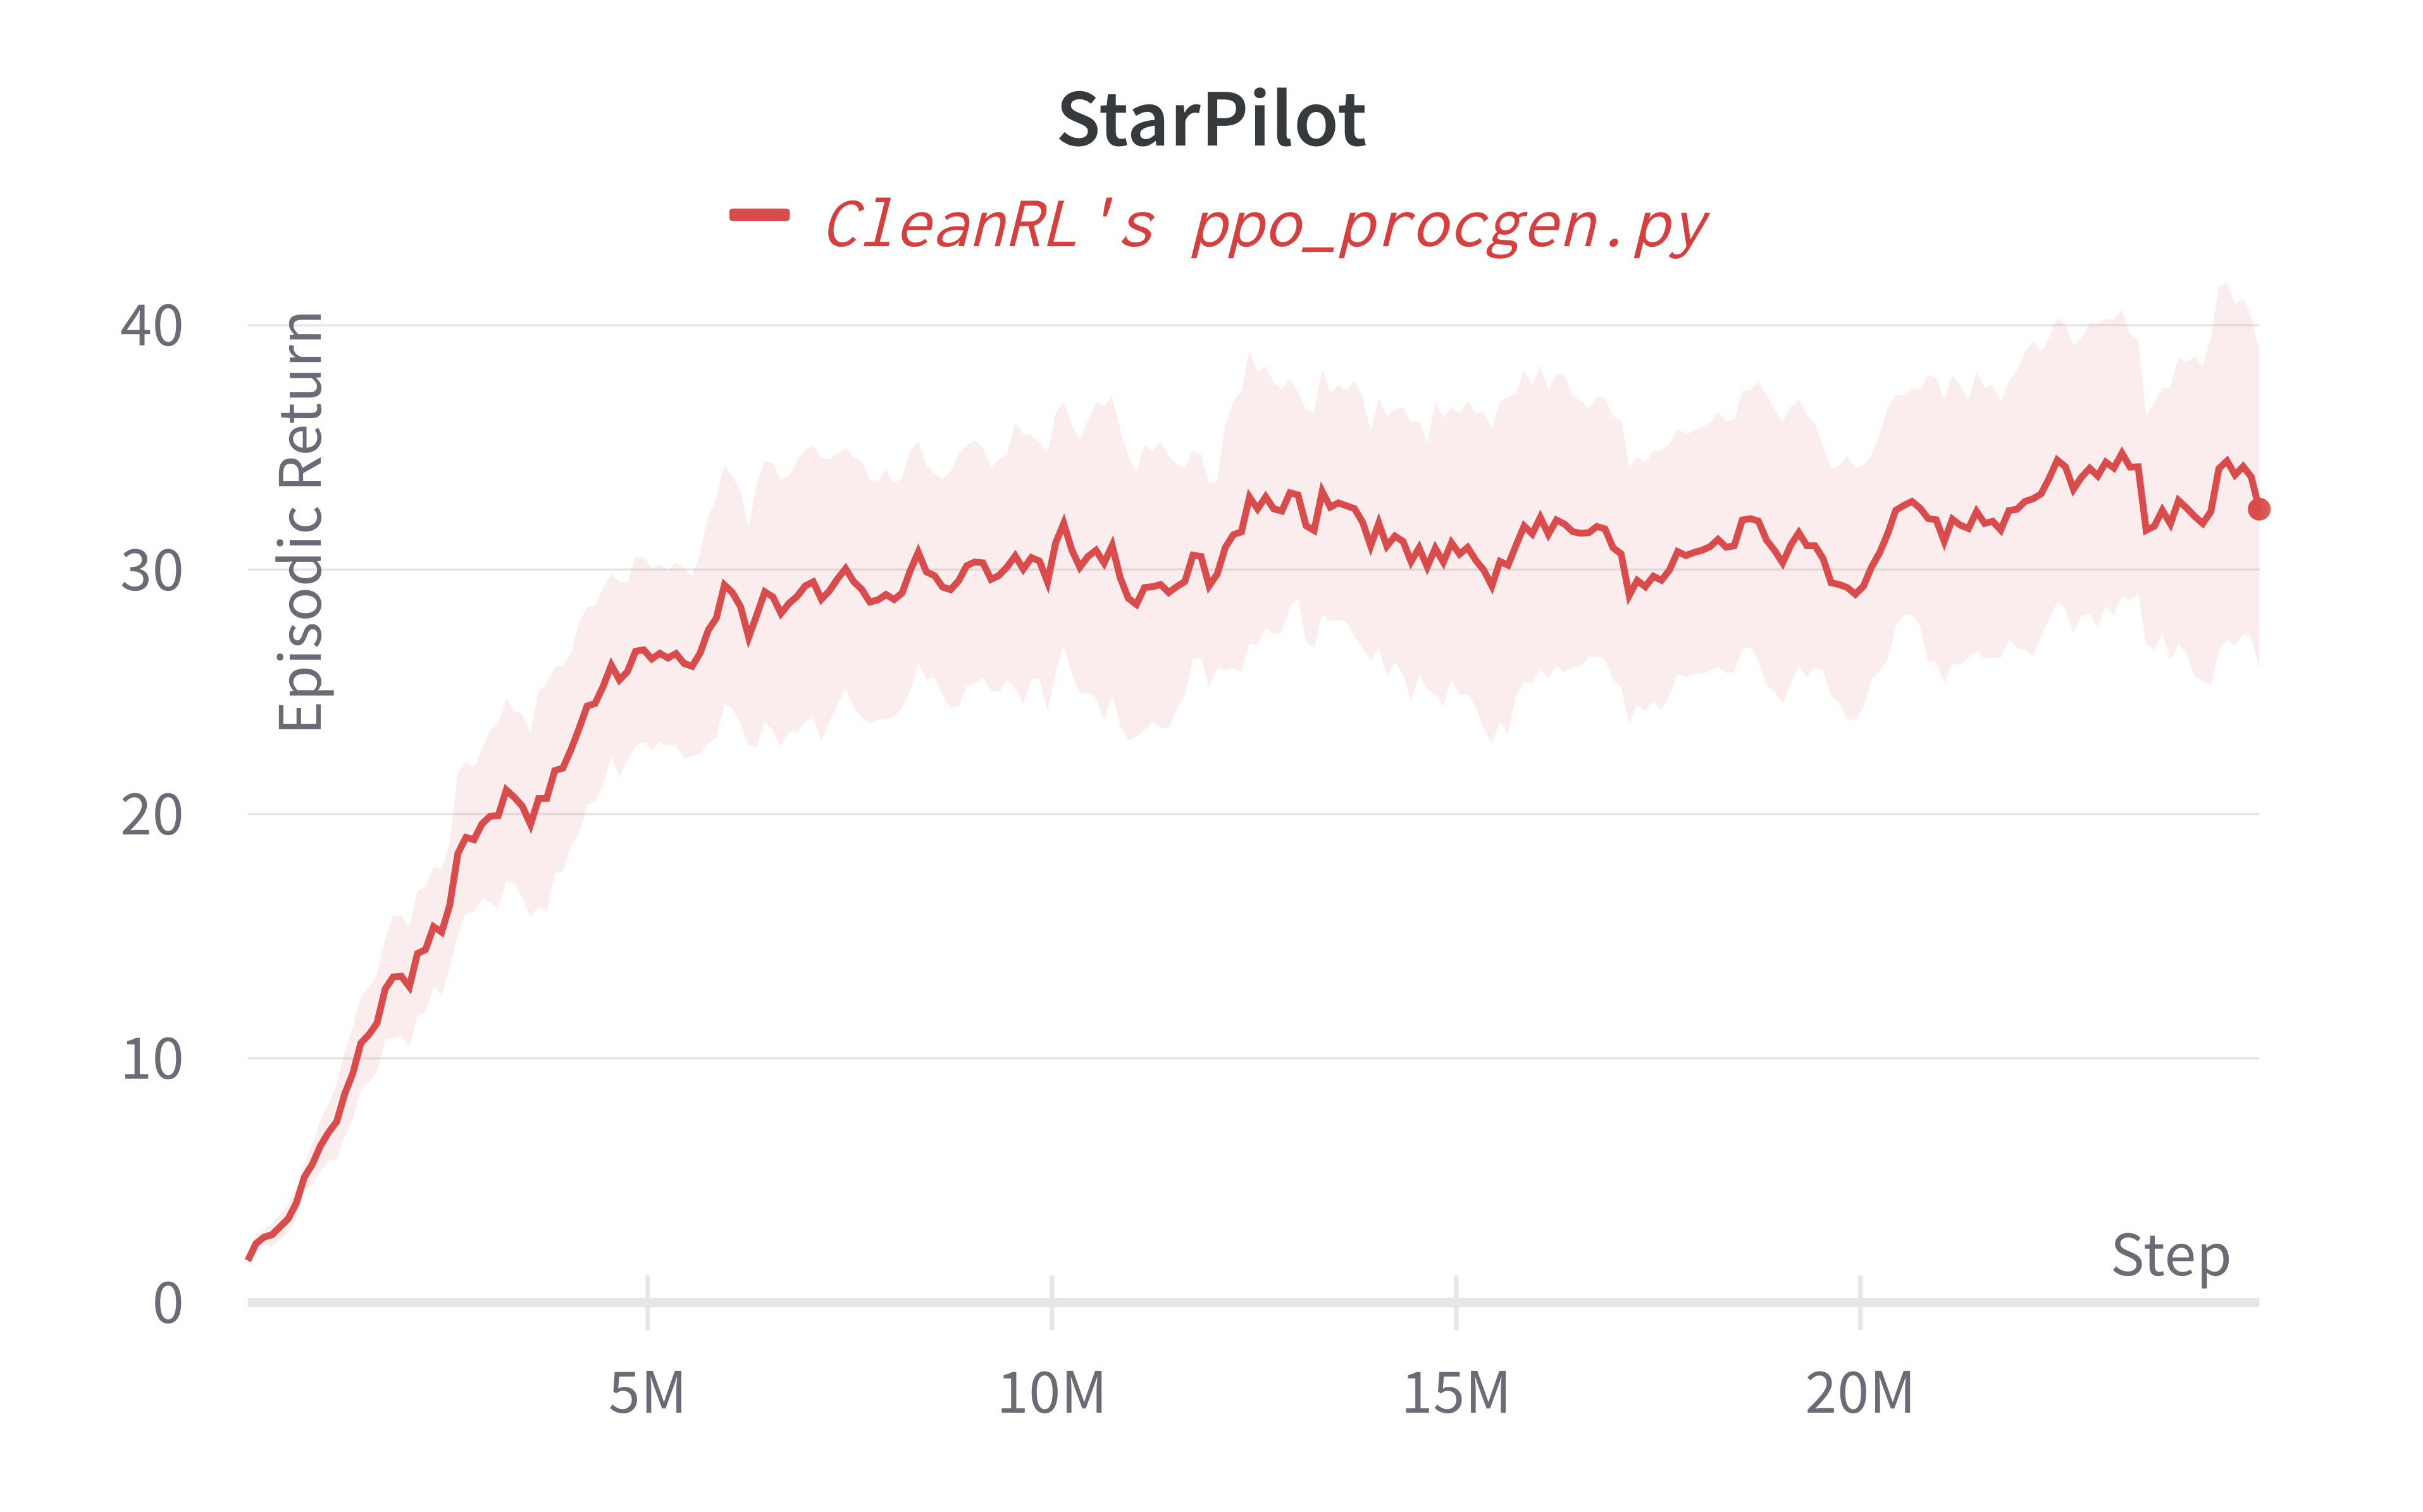 StarPilot
CleanRL's ppo_procgen.py
Episodic Return
40
30
20
10
0
Step
5M 10M 15M 20M